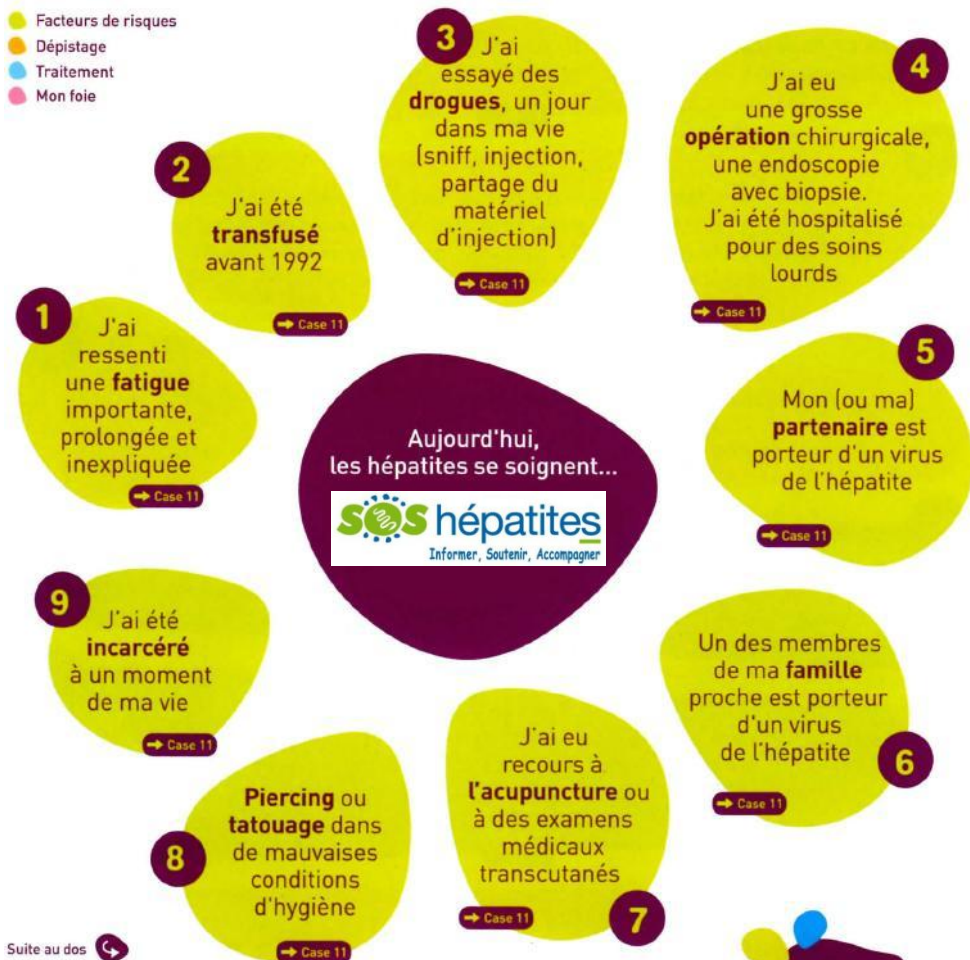 Facteurs de risques
Dépistage
Traitement
Mon foie
1
J'ai
ressenti
une fatigue
importante,
prolongée et
inexpliquée
→ Case 11
2
J'ai été
transfusé
avant 1992
→ Case 11
3
J'ai
essayé des
drogues, un jour
dans ma vie
(sniff, injection,
partage du
matériel
d'injection)
→ Case 11
4
J'ai eu
une grosse
opération chirurgicale,
une endoscopie
avec biopsie.
J'ai été hospitalisé
pour des soins
lourds
→ Case 11
5
Mon (ou ma)
partenaire est
porteur d'un virus
de l'hépatite
→ Case 11
Aujourd'hui,
les hépatites se soignent...
SOS hépatites
Informer, Soutenir, Accompagner
6
Un des membres
de ma famille
proche est porteur
d'un virus
de l'hépatite
→ Case 11
7
J'ai eu
recours à
l'acupuncture ou
à des examens
médicaux
transcutanés
→ Case 11
8
Piercing ou
tatouage dans
de mauvaises
conditions
d'hygiène
→ Case 11
9
J'ai été
incarcéré
à un moment
de ma vie
→ Case 11
Suite au dos